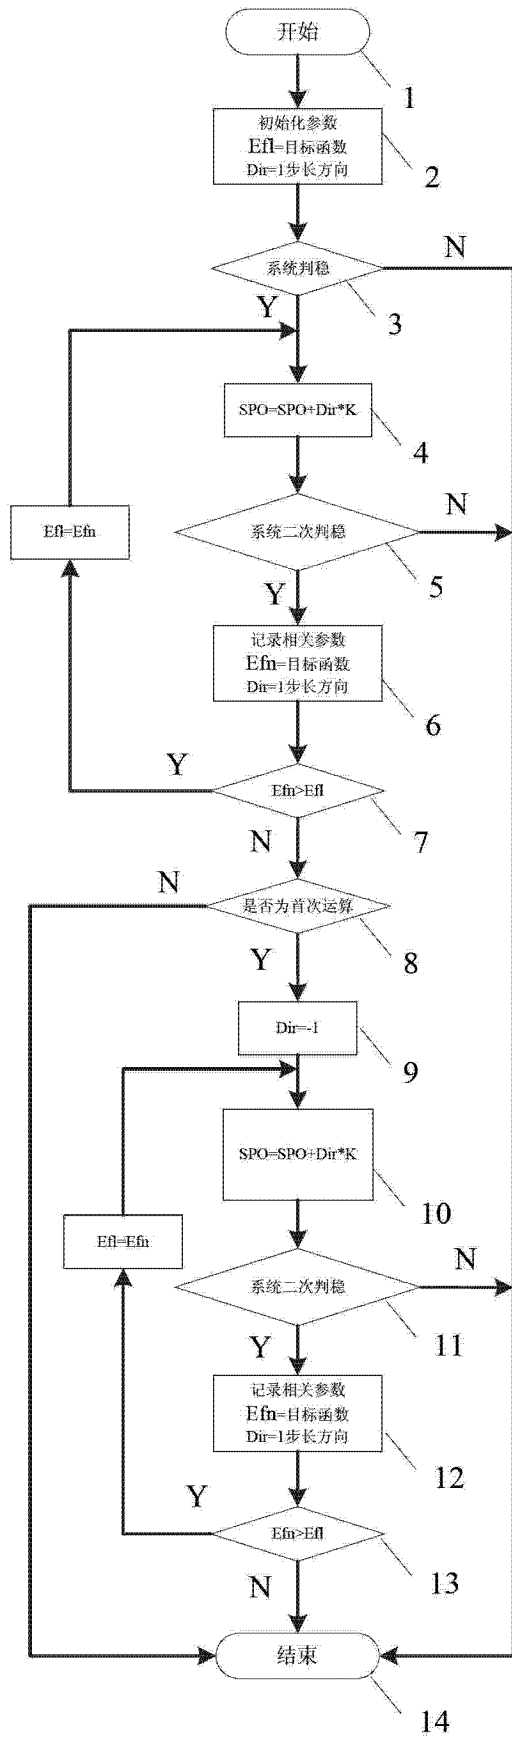 开始
1
初始化参数
Efl=目标函数
Dir=1步长方向
2
N
系统判稳
3
Y
SPO=SPO+Dir*K
4
N
Efl=Efn
系统二次判稳
5
Y
记录相关参数
Efn=目标函数
Dir=1步长方向
6
Y
Efn>Efl
7
N
N
是否为首次运算
8
Y
Dir=-1
9
SPO=SPO+Dir*K
10
Efl=Efn
N
系统二次判稳
11
Y
记录相关参数
Efn=目标函数
Dir=1步长方向
12
Y
Efn>Efl
13
N
结束
14